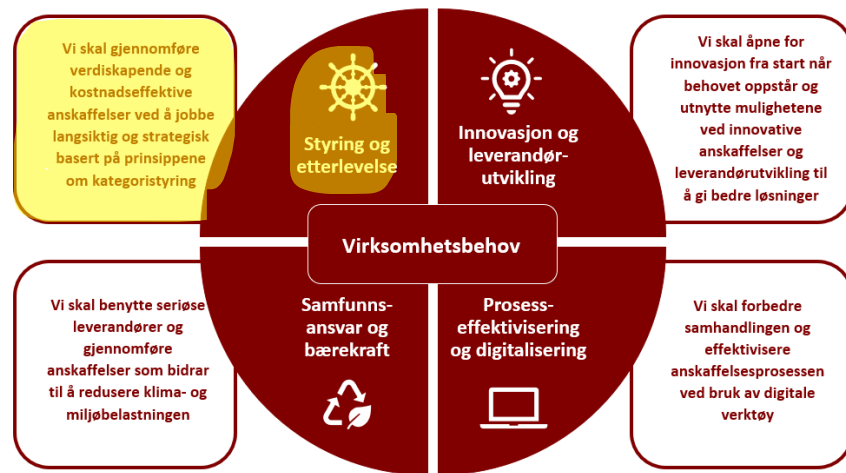 Vi skal gjennomføre
verdiskapende og
kostnadseffektive
anskaffelser ved å jobbe
langsiktig og strategisk
basert på prinsippene
om kategoristyring
Styring og
etterlevelse
Innovasjon og
leverandør-
utvikling
Vi skal åpne for
innovasjon fra start når
behovet oppstår og
utnytte mulighetene
ved innovative
anskaffelser og
leverandørutvikling til
å gi bedre løsninger
Virksomhetsbehov
Vi skal benytte seriøse
leverandører og
gjennomføre
anskaffelser som bidrar
til å redusere klima- og
miljøbelastningen
Samfunns-
ansvar og
bærekraft
Prosess-
effektivisering
og digitalisering
Vi skal forbedre
samhandlingen og
effektivisere
anskaffelsesprosessen
ved bruk av digitale
verktøy